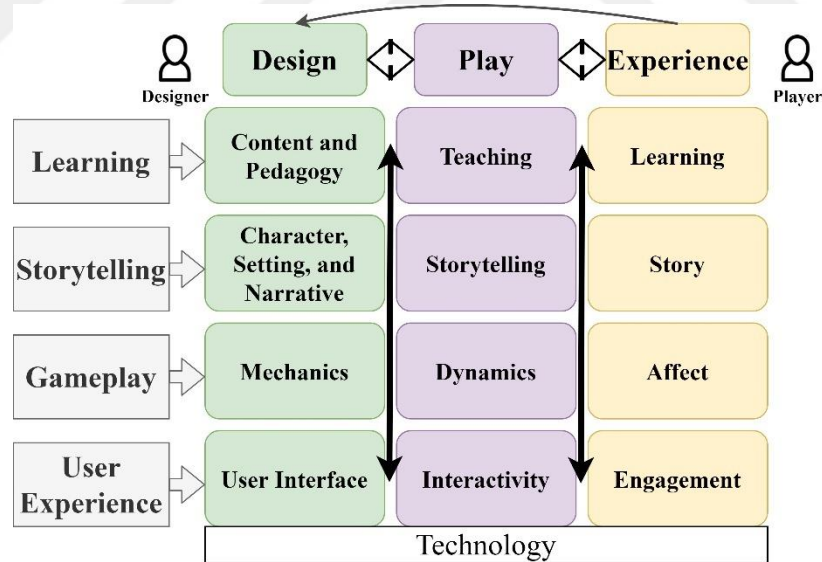 Designer
Design
Play
Experience
Player
Learning
Content and
Pedagogy
Teaching
Learning
Storytelling
Character,
Setting, and
Narrative
Storytelling
Story
Gameplay
Mechanics
Dynamics
Affect
User
Experience
User Interface
Interactivity
Engagement
Technology